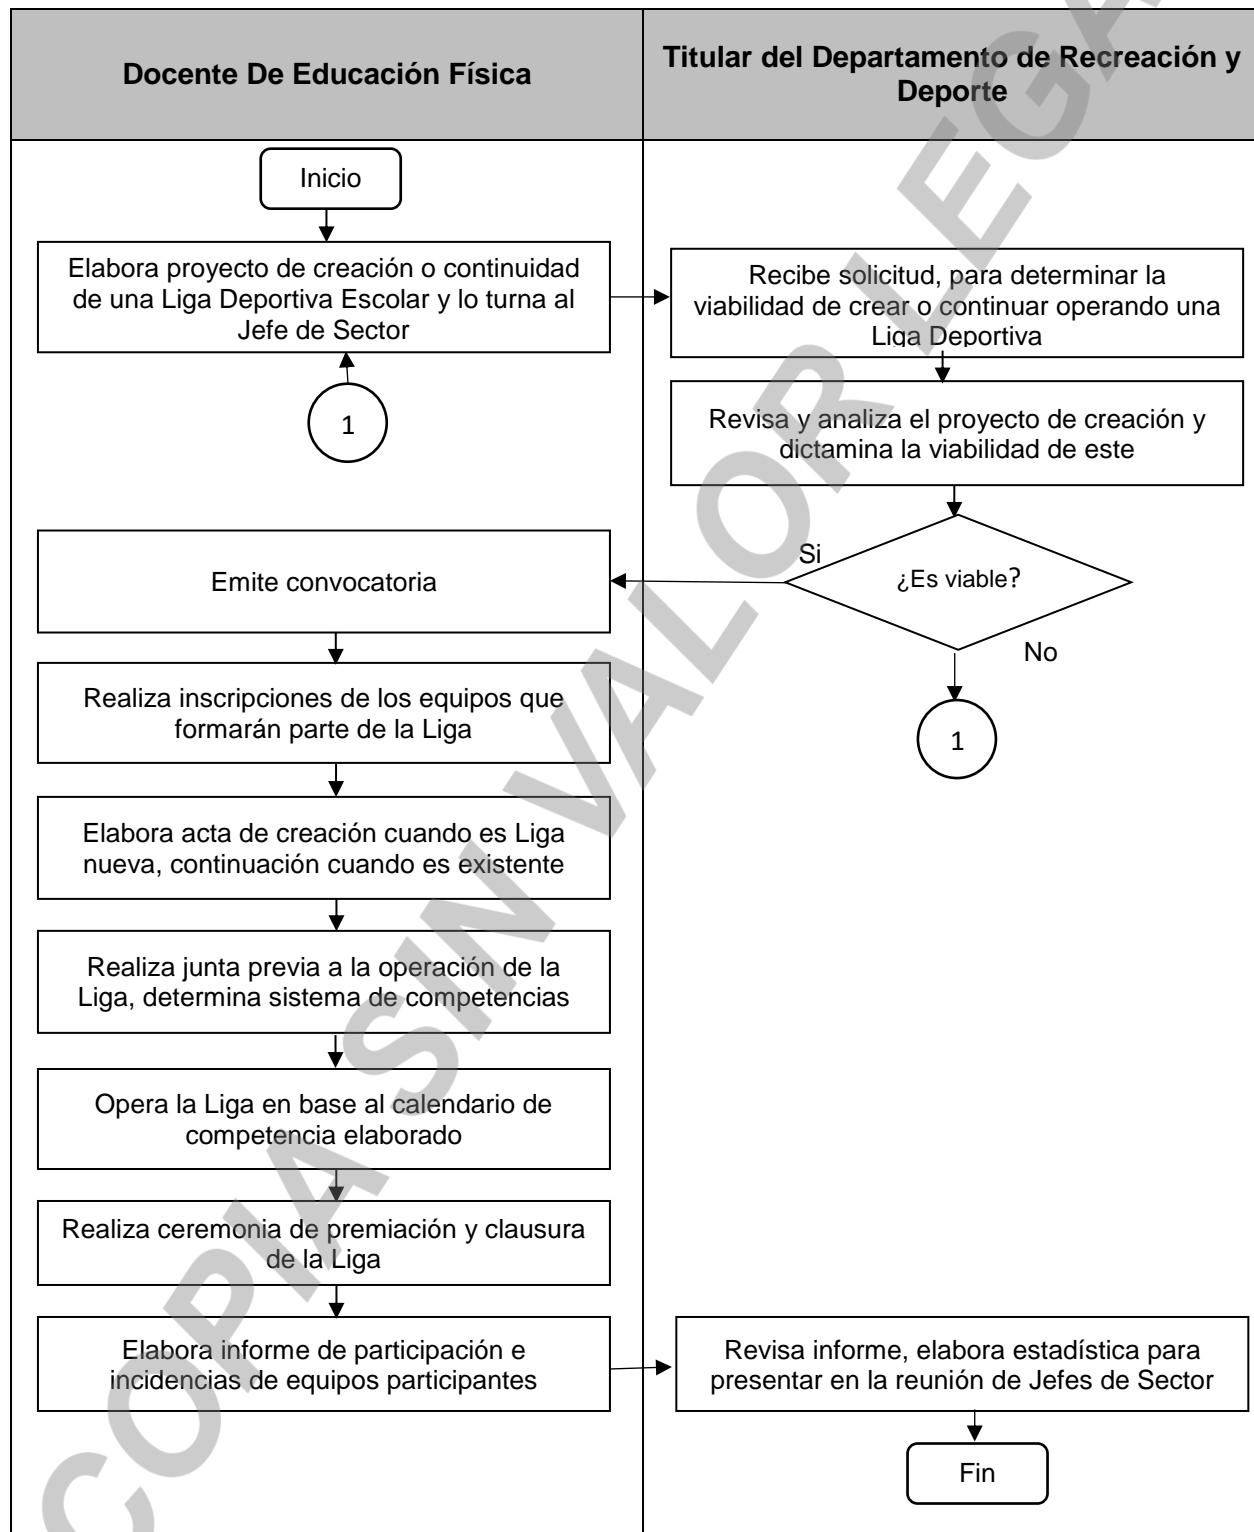 Docente De Educación Física
Titular del Departamento de Recreación y
Deporte
Inicio
Elabora proyecto de creación o continuidad
de una Liga Deportiva Escolar y lo turna al
Jefe de Sector
Recibe solicitud, para determinar la
viabilidad de crear o continuar operando una
Liga Deportiva
1
Revisa y analiza el proyecto de creación y
dictamina la viabilidad de este
Si
¿Es viable?
No
1
Emite convocatoria
Realiza inscripciones de los equipos que
formarán parte de la Liga
Elabora acta de creación cuando es Liga
nueva, continuación cuando es existente
Realiza junta previa a la operación de la
Liga, determina sistema de competencias
Opera la Liga en base al calendario de
competencia elaborado
Realiza ceremonia de premiación y clausura
de la Liga
Elabora informe de participación e
incidencias de equipos participantes
Revisa informe, elabora estadística para
presentar en la reunión de Jefes de Sector
Fin
COPIA SIN VALOR LEGA